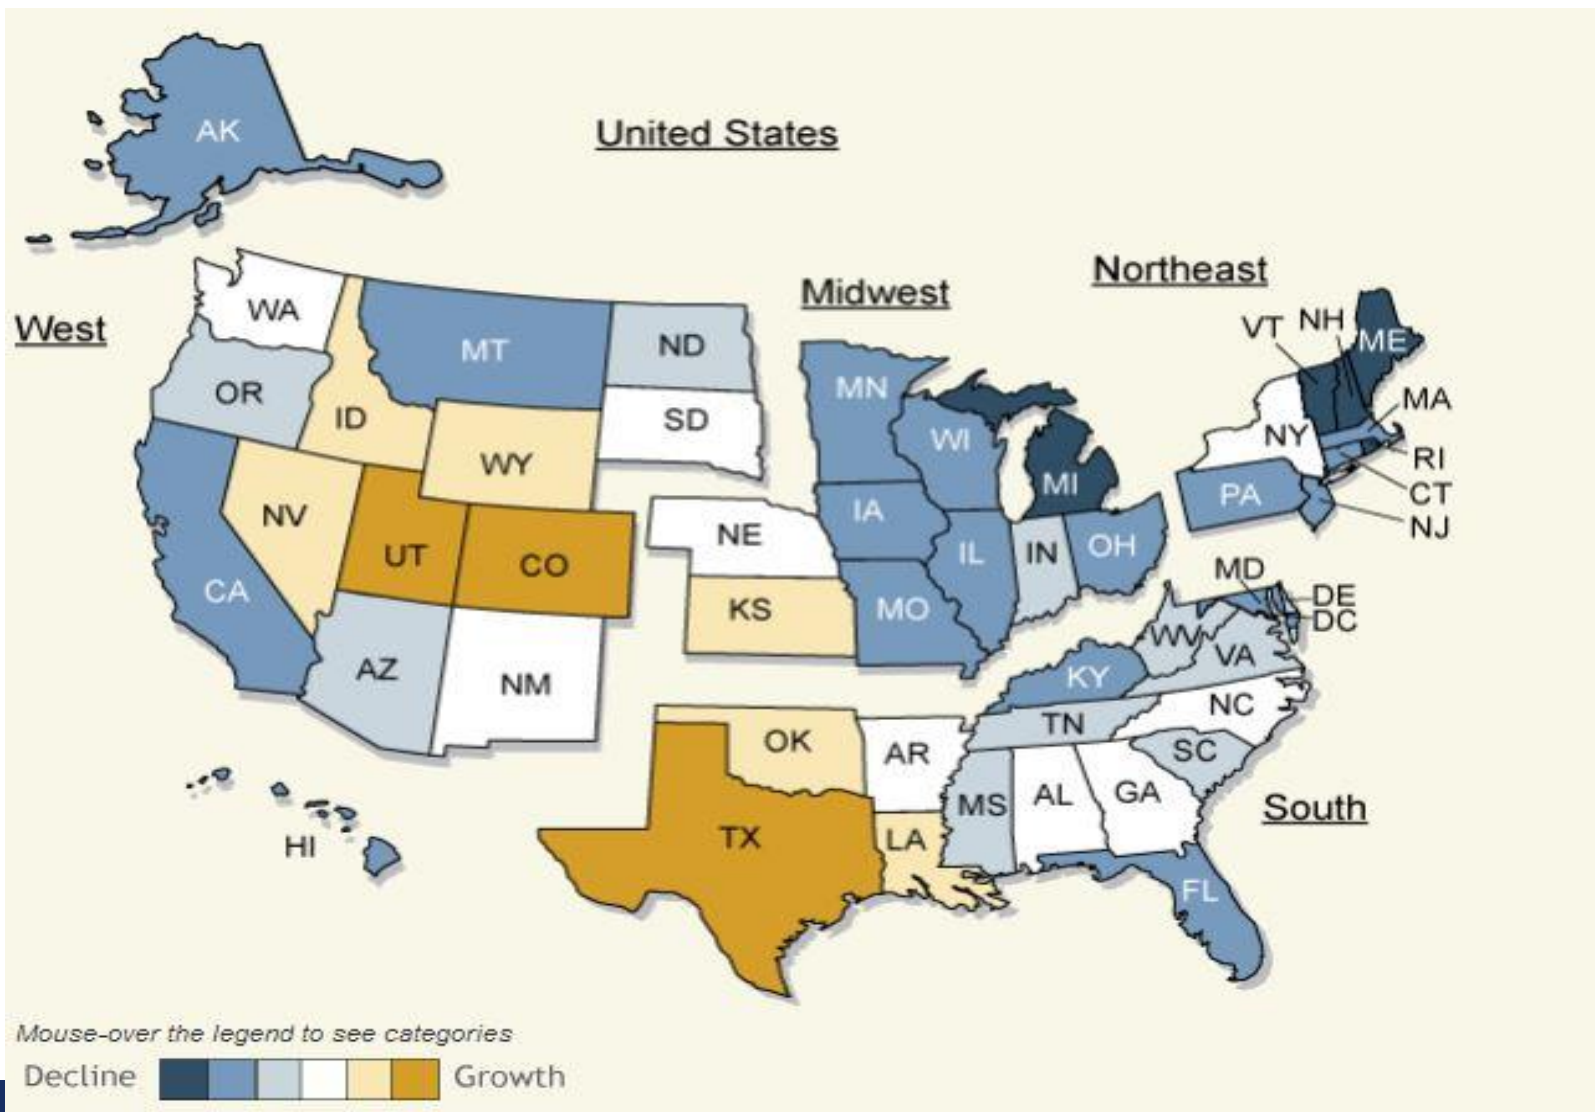 AK
United States
Northeast
Midwest
West
VT NH
ME
WA
ND
MT
MN
MA
OR
ID
SD
WI
NY
RI
WY
MI
PA
CT
NV
IA
NJ
NE
IN
OH
UT
CO
IL
MD
CA
KS
MO
DE
DC
WV
VA
AZ
NM
KY
NC
TN
OK
AR
SC
MS
AL
GA
South
HI
TX
LA
FL
Mouse-over the legend to see categories
Decline
Growth